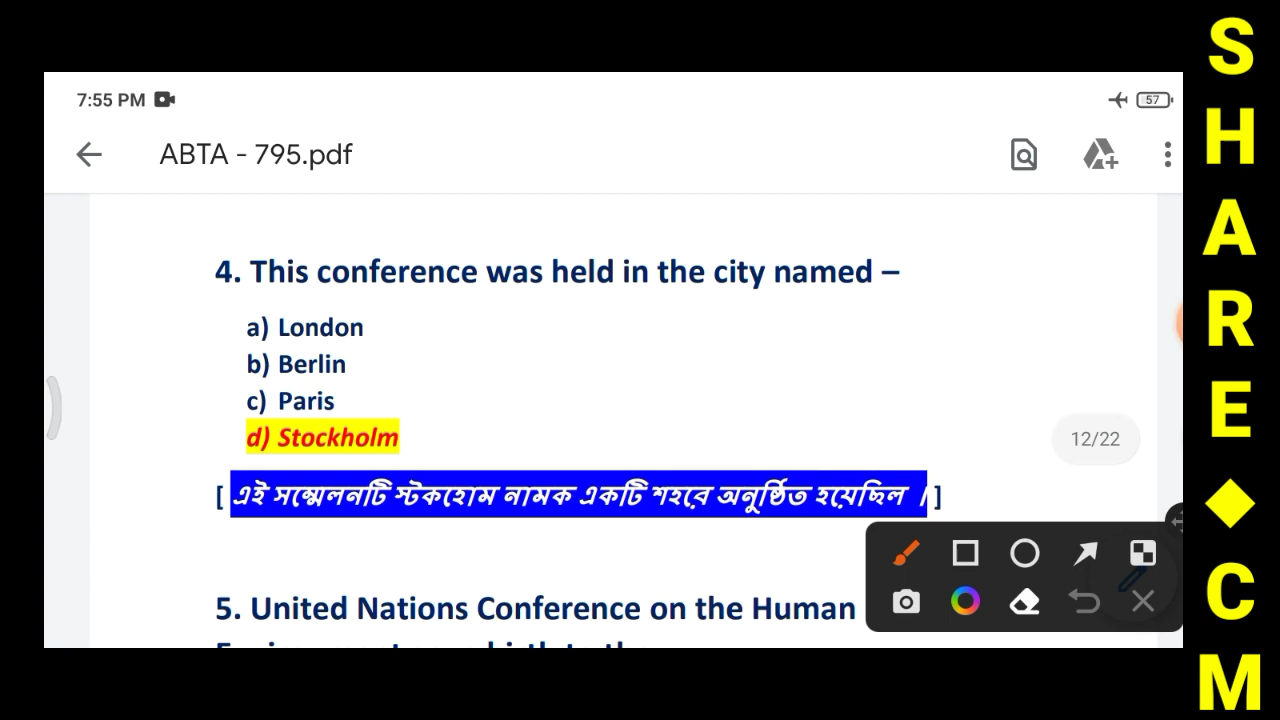 7:55 PM
57
ABTA - 795.pdf
4. This conference was held in the city named –
a) London
b) Berlin
c) Paris
d) Stockholm
12/22
[ এই সম্মেলনটি স্টকহোম নামক একটি শহরে অনুষ্ঠিত হয়েছিল । ]
5. United Nations Conference on the Human
SHARE◆CM